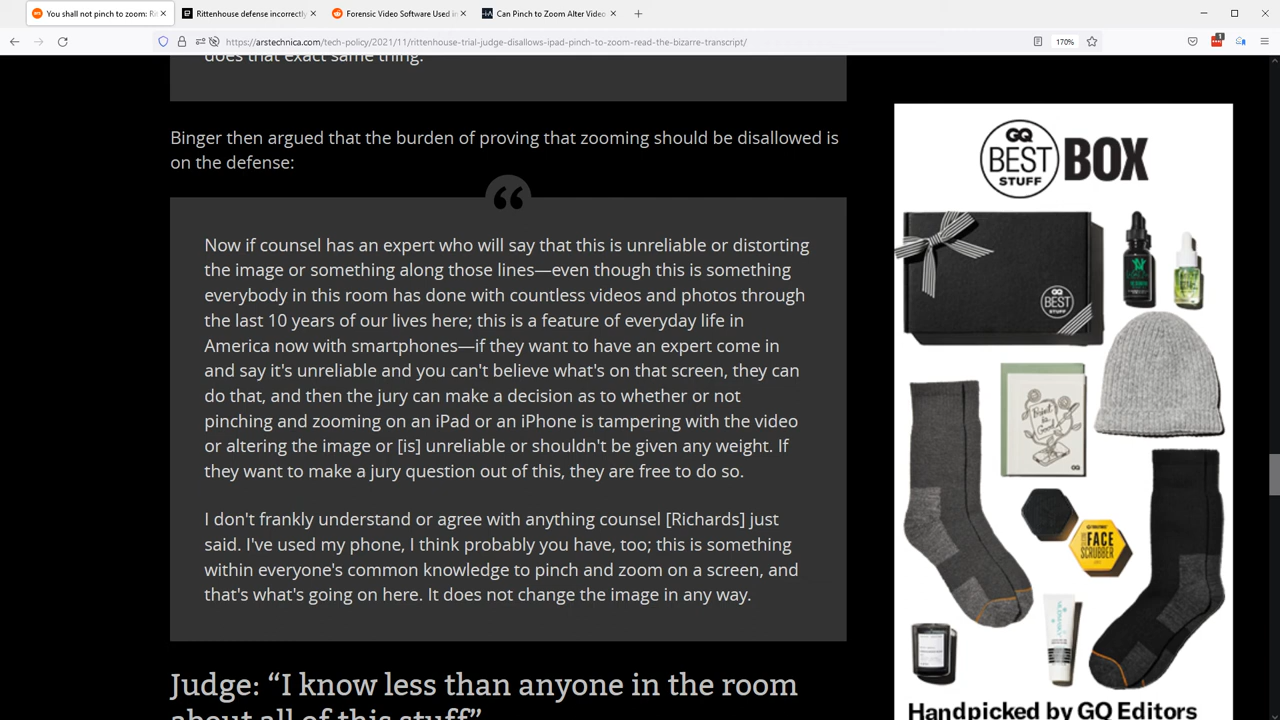 You shall not pinch to zoom: Ri
Rittenhouse defense incorrectly
Forensic Video Software Used in
Can Pinch to Zoom Alter Video
https://arstechnica.com/tech-policy/2021/11/rittenhouse-trial-judge-disallows-ipad-pinch-to-zoom-read-the-bizarre-transcript/
170%
does that exact same thing.
Binger then argued that the burden of proving that zooming should be disallowed is
on the defense:
Now if counsel has an expert who will say that this is unreliable or distorting
the image or something along those lines—even though this is something
everybody in this room has done with countless videos and photos through
the last 10 years of our lives here; this is a feature of everyday life in
America now with smartphones—if they want to have an expert come in
and say it's unreliable and you can't believe what's on that screen, they can
do that, and then the jury can make a decision as to whether or not
pinching and zooming on an iPad or an iPhone is tampering with the video
or altering the image or [is] unreliable or shouldn't be given any weight. If
they want to make a jury question out of this, they are free to do so.
I don't frankly understand or agree with anything counsel [Richards] just
said. I've used my phone, I think probably you have, too; this is something
within everyone's common knowledge to pinch and zoom on a screen, and
that's what's going on here. It does not change the image in any way.
Judge: “I know less than anyone in the room
about all of this stuff”
GQ
BEST
STUFF
BOX
GQ
BEST
STUFF
FACE
SCRUBBER
Handpicked by GQ Editors